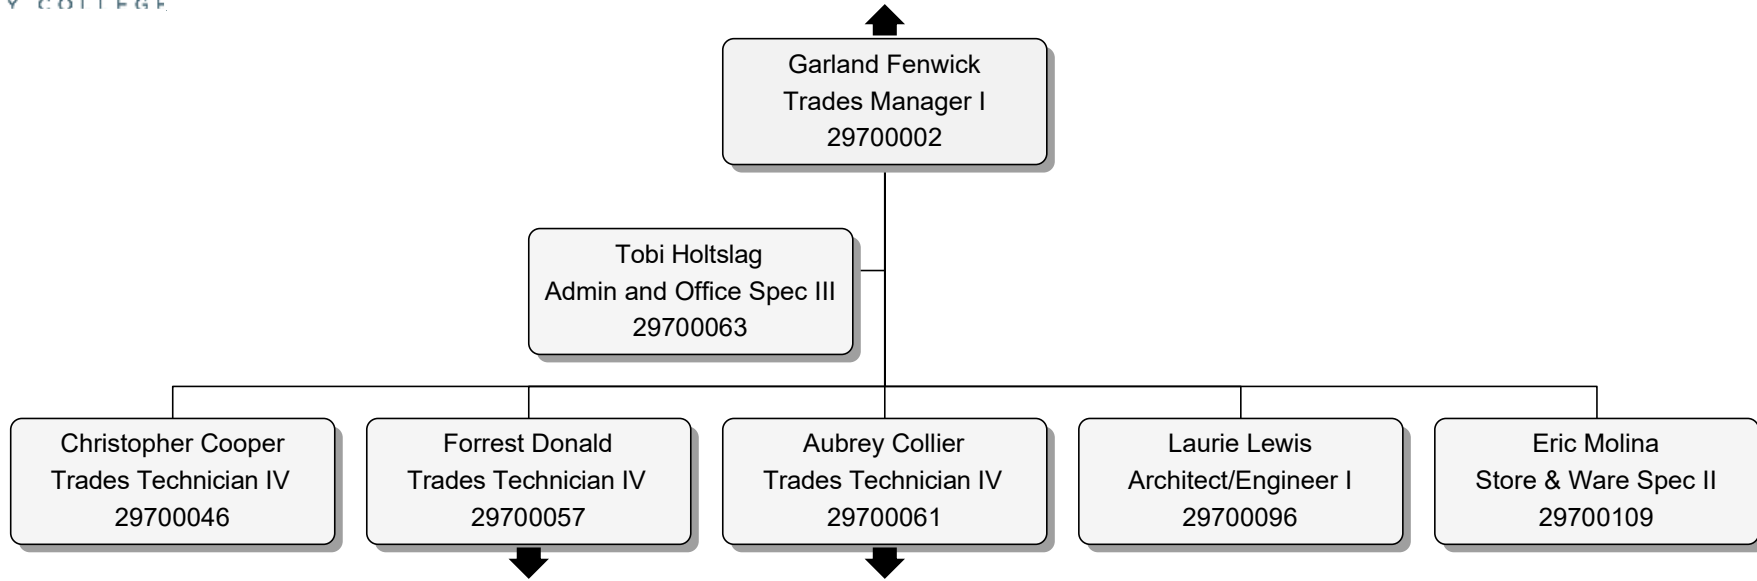 Y COLLEGE
Garland Fenwick
Trades Manager I
29700002
Tobi Holtslag
Admin and Office Spec III
29700063
Christopher Cooper
Trades Technician IV
29700046
Forrest Donald
Trades Technician IV
29700057
Aubrey Collier
Trades Technician IV
29700061
Laurie Lewis
Architect/Engineer I
29700096
Eric Molina
Store & Ware Spec II
29700109